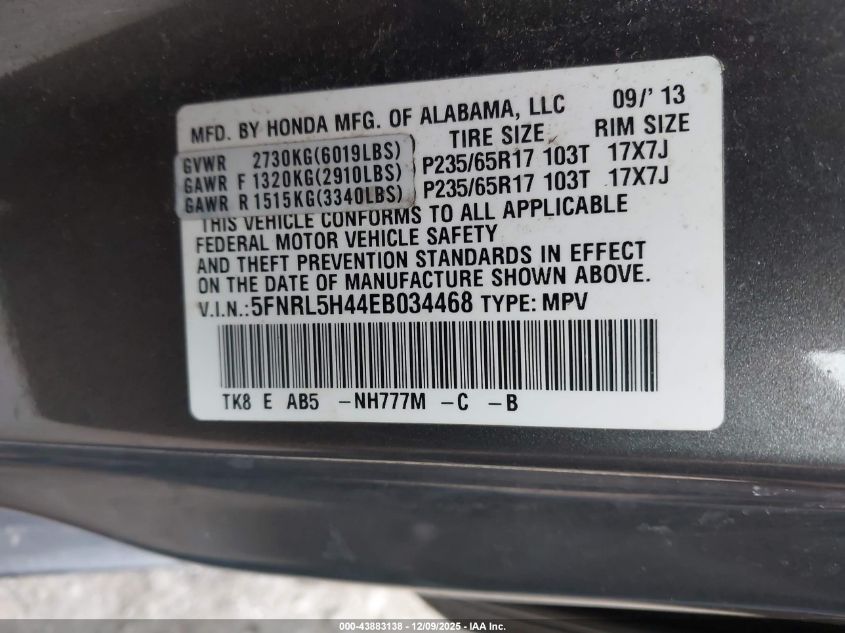 MFD. BY HONDA MFG. OF ALABAMA, LLC 09/' 13
TIRE SIZE RIM SIZE
GVWR 2730KG(6019LBS)
GAWR F 1320KG(2910LBS) P235/65R17 103T 17X7J
GAWR R 1515KG(3340LBS) P235/65R17 103T 17X7J
THIS VEHICLE CONFORMS TO ALL APPLICABLE
FEDERAL MOTOR VEHICLE SAFETY
AND THEFT PREVENTION STANDARDS IN EFFECT
ON THE DATE OF MANUFACTURE SHOWN ABOVE.
V.I.N.:5FNRL5H44EB034468 TYPE: MPV
TK8 E AB5 -NH777M -C -B
000-43883138 - 12/09/2025 - IAA Inc.